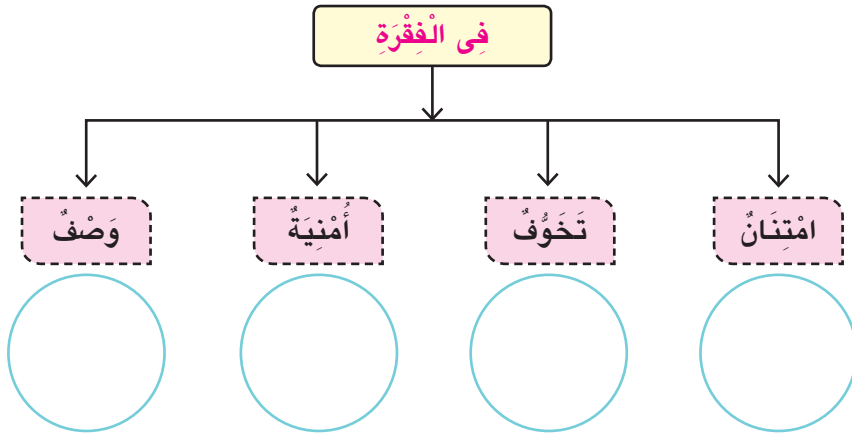 فِى الْفِقْرَةِ
امْتِنَانٌ
تَخَوُّفٌ
أُمْنِيَةٌ
وَصْفٌ